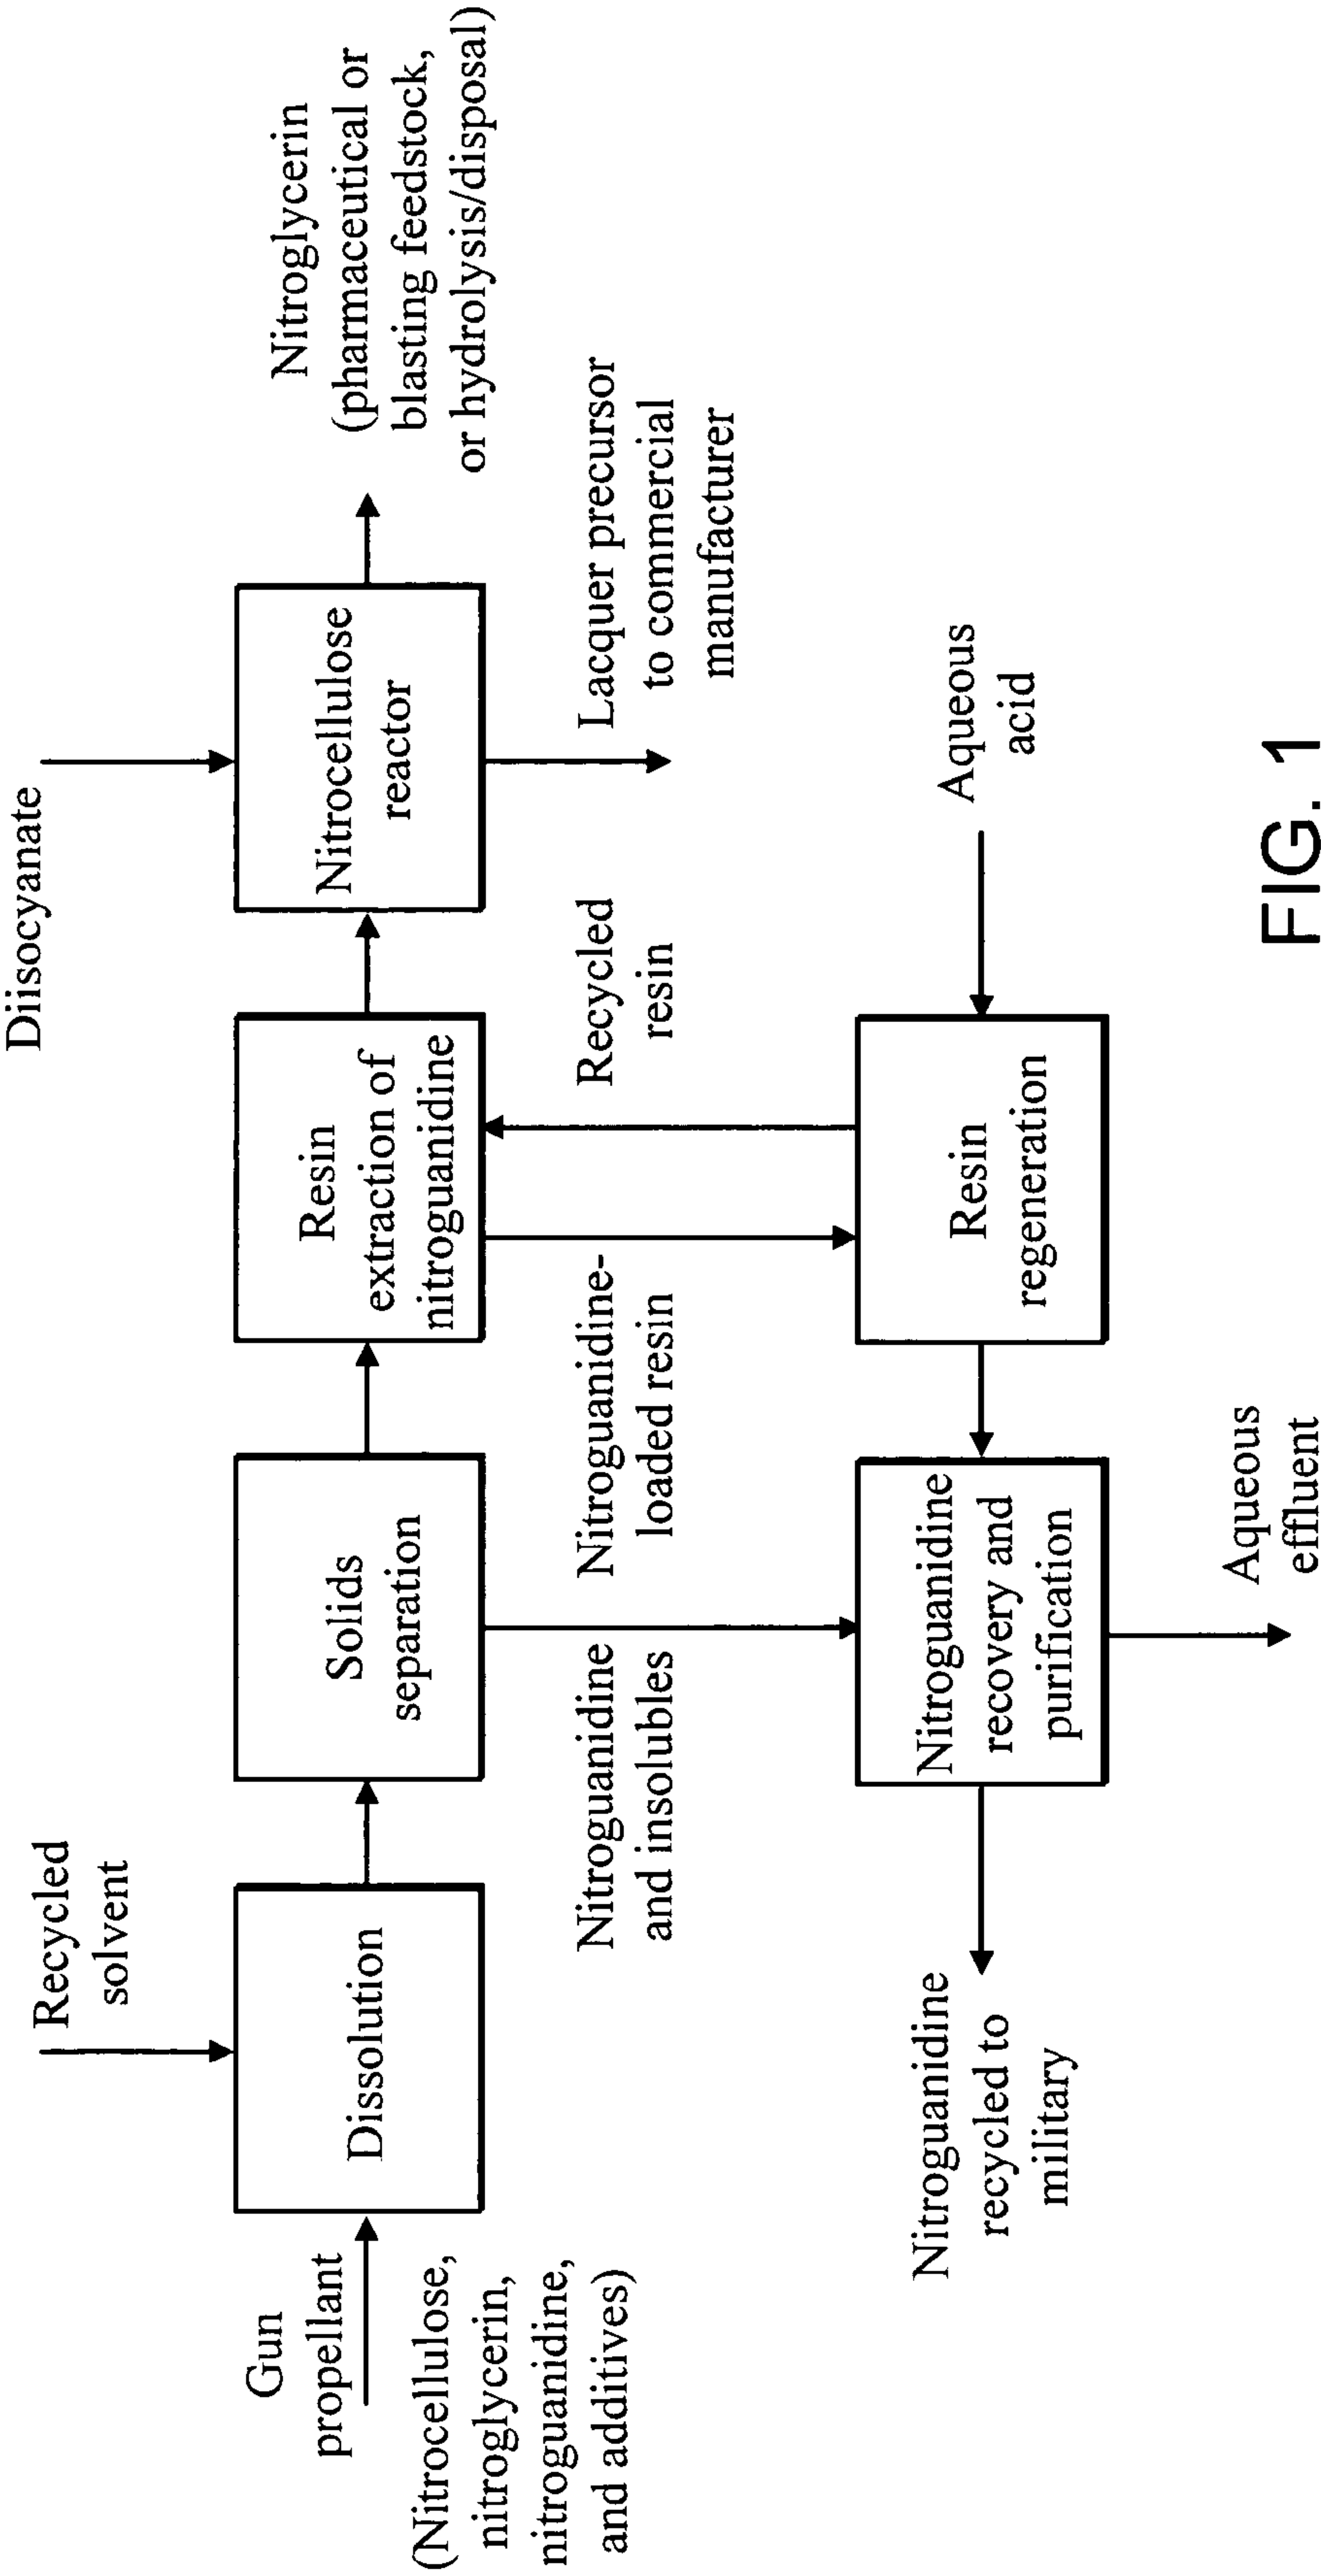 Gun
propellant
(Nitrocellulose,
nitroglycerin,
nitroguanidine,
and additives)
Recycled
solvent
Dissolution
Solids
separation
Nitroguanidine
and insolubles
Resin
extraction of
nitroguanidine
Nitroguanidine-
loaded resin
Recycled
resin
Diisocyanate
Nitrocellulose
reactor
Nitroglycerin
(pharmaceutical or
blasting feedstock,
or hydrolysis/disposal)
Lacquer precursor
to commercial
manufacturer
Nitroguanidine
recycled to
military
Nitroguanidine
recovery and
purification
Aqueous
effluent
Resin
regeneration
Aqueous
acid
FIG. 1